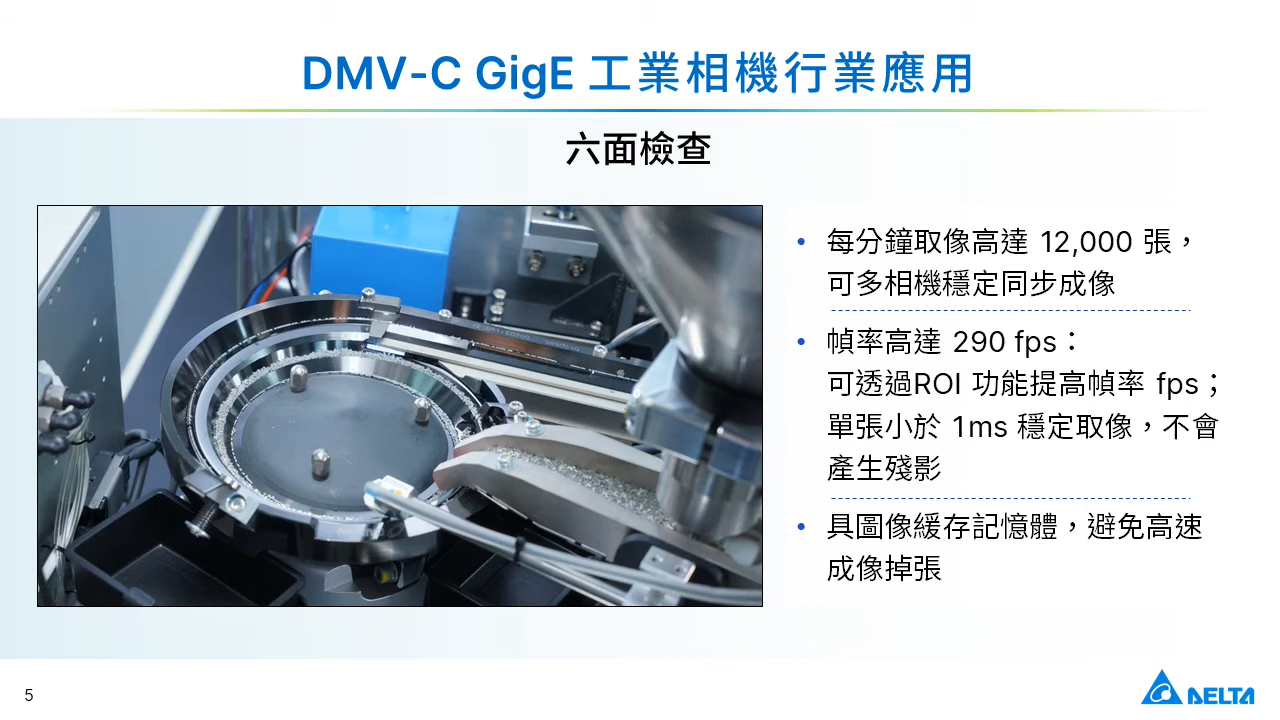 DMV-C GigE 工業相機行業應用
六面檢查
• 每分鐘取像高達 12,000 張，
可多相機穩定同步成像
• 幀率高達 290 fps：
可透過ROI 功能提高幀率 fps；
單張小於 1ms 穩定取像，不會
產生殘影
• 具圖像緩存記憶體，避免高速
成像掉張
5
DELTA